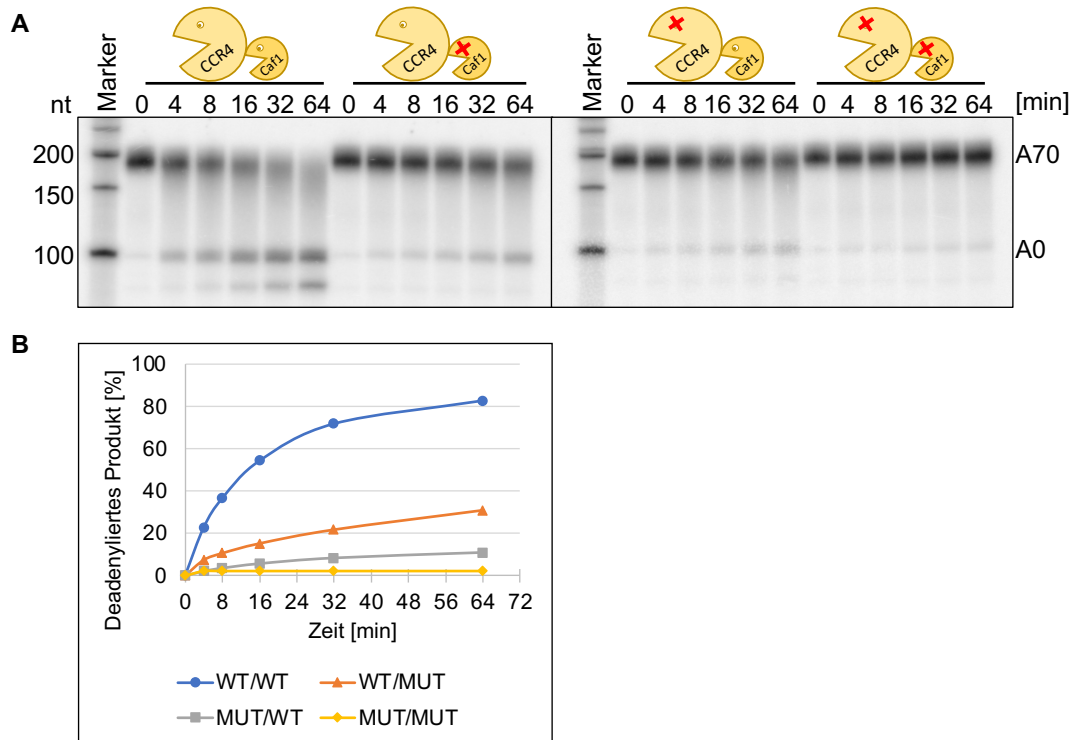 A
Marker
CCR4 Caf1 CCR4 Caf1
Marker
CCR4 Caf1 CCR4 Caf1
nt 0 4 8 16 32 64 0 4 8 16 32 64 0 4 8 16 32 64 0 4 8 16 32 64 [min]
200 A70
150
100 A0
B
Deadenyliertes Produkt [%]
100
80
60
40
20
0
0 8 16 24 32 40 48 56 64 72
Zeit [min]
WT/WT WT/MUT
MUT/WT MUT/MUT